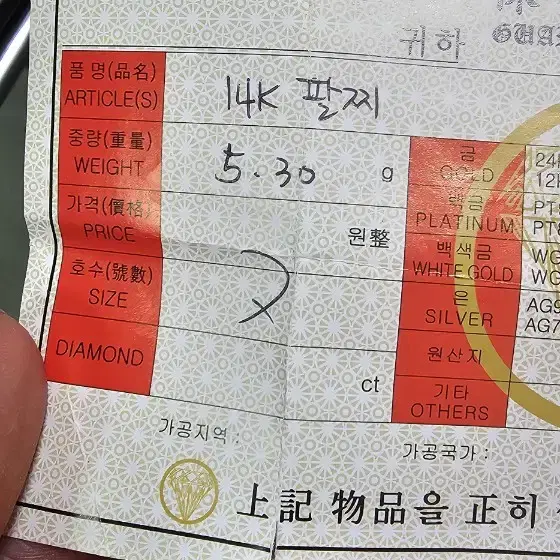 귀하
품 명(品名)
ARTICLE(S)
14K 팔찌
중량(重量)
WEIGHT
5.30
g
가격(價格)
PRICE
원整
호수(號數)
SIZE
DIAMOND
ct
금
GOLD
24
12
백금
PLATINUM
PT
PT
백색금
WHITE GOLD
WG
WG
은
SILVER
AG9
AG7
원산지
기타
OTHERS
가공지역 :
가공국가 :
上記 物品을 正히